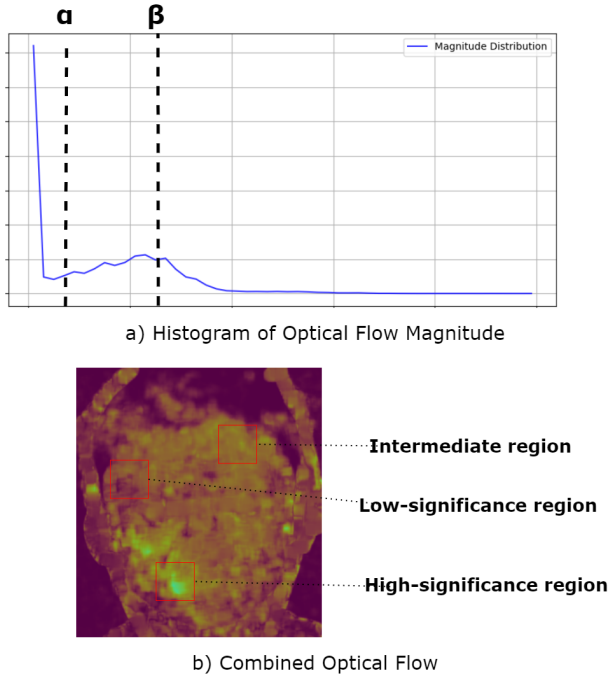 α
β
Magnitude Distribution
a) Histogram of Optical Flow Magnitude
Intermediate region
Low-significance region
High-significance region
b) Combined Optical Flow